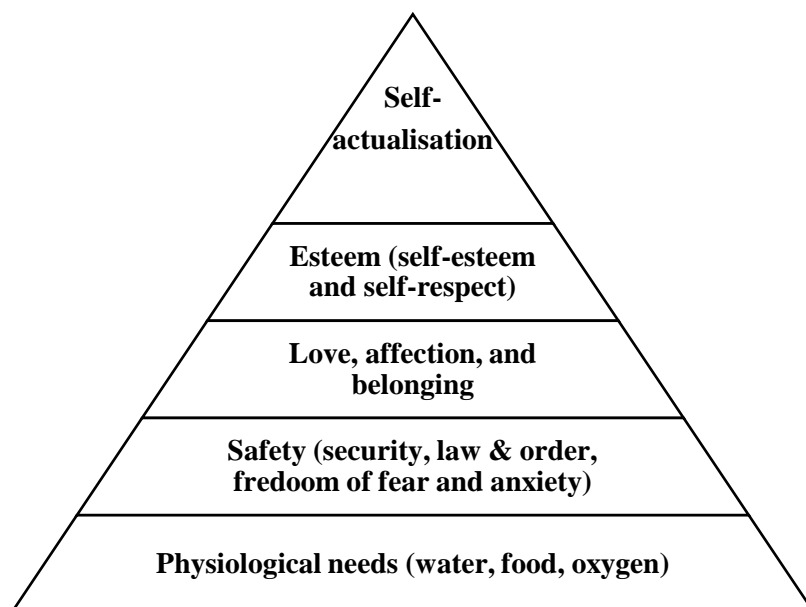 Self-
actualisation
Esteem (self-esteem
and self-respect)
Love, affection, and
belonging
Safety (security, law & order,
fredoom of fear and anxiety)
Physiological needs (water, food, oxygen)